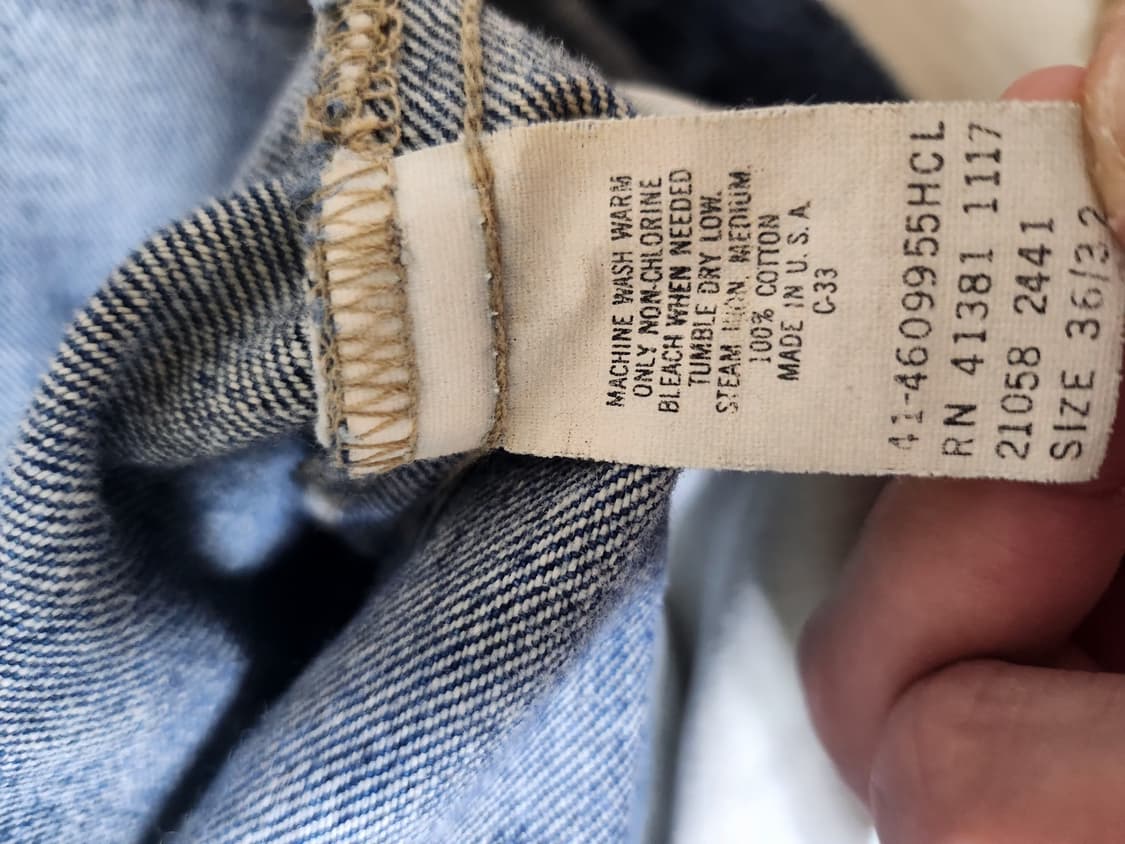 MACHINE WASH WARM
ONLY NON-CHLORINE
BLEACH WHEN NEEDED
TUMBLE DRY LOW.
STEAM IRON MEDIUM.
100% COTTON
MADE IN U. S. A.
C-33
41-4609955HCL
RN 41381 1117
21058 2441
SIZE 36/32